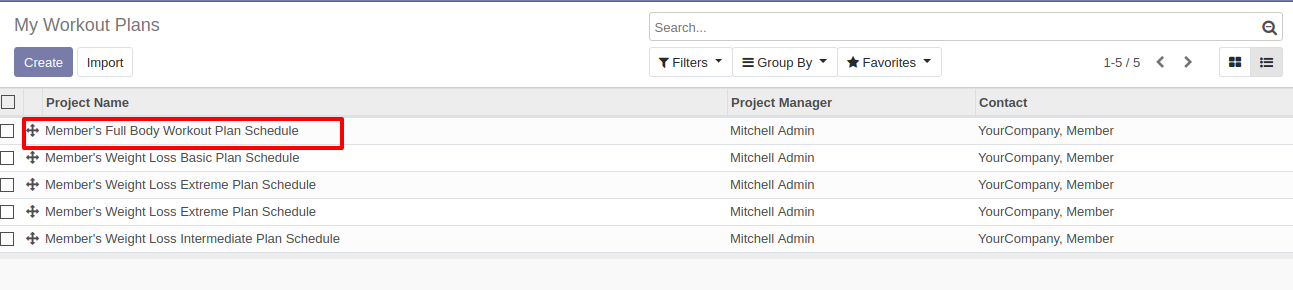 My Workout Plans
Search...
Create Import
Filters Group By Favorites 1-5 / 5
Project Name Project Manager Contact
Member's Full Body Workout Plan Schedule Mitchell Admin YourCompany, Member
Member's Weight Loss Basic Plan Schedule Mitchell Admin YourCompany, Member
Member's Weight Loss Extreme Plan Schedule Mitchell Admin YourCompany, Member
Member's Weight Loss Extreme Plan Schedule Mitchell Admin YourCompany, Member
Member's Weight Loss Intermediate Plan Schedule Mitchell Admin YourCompany, Member